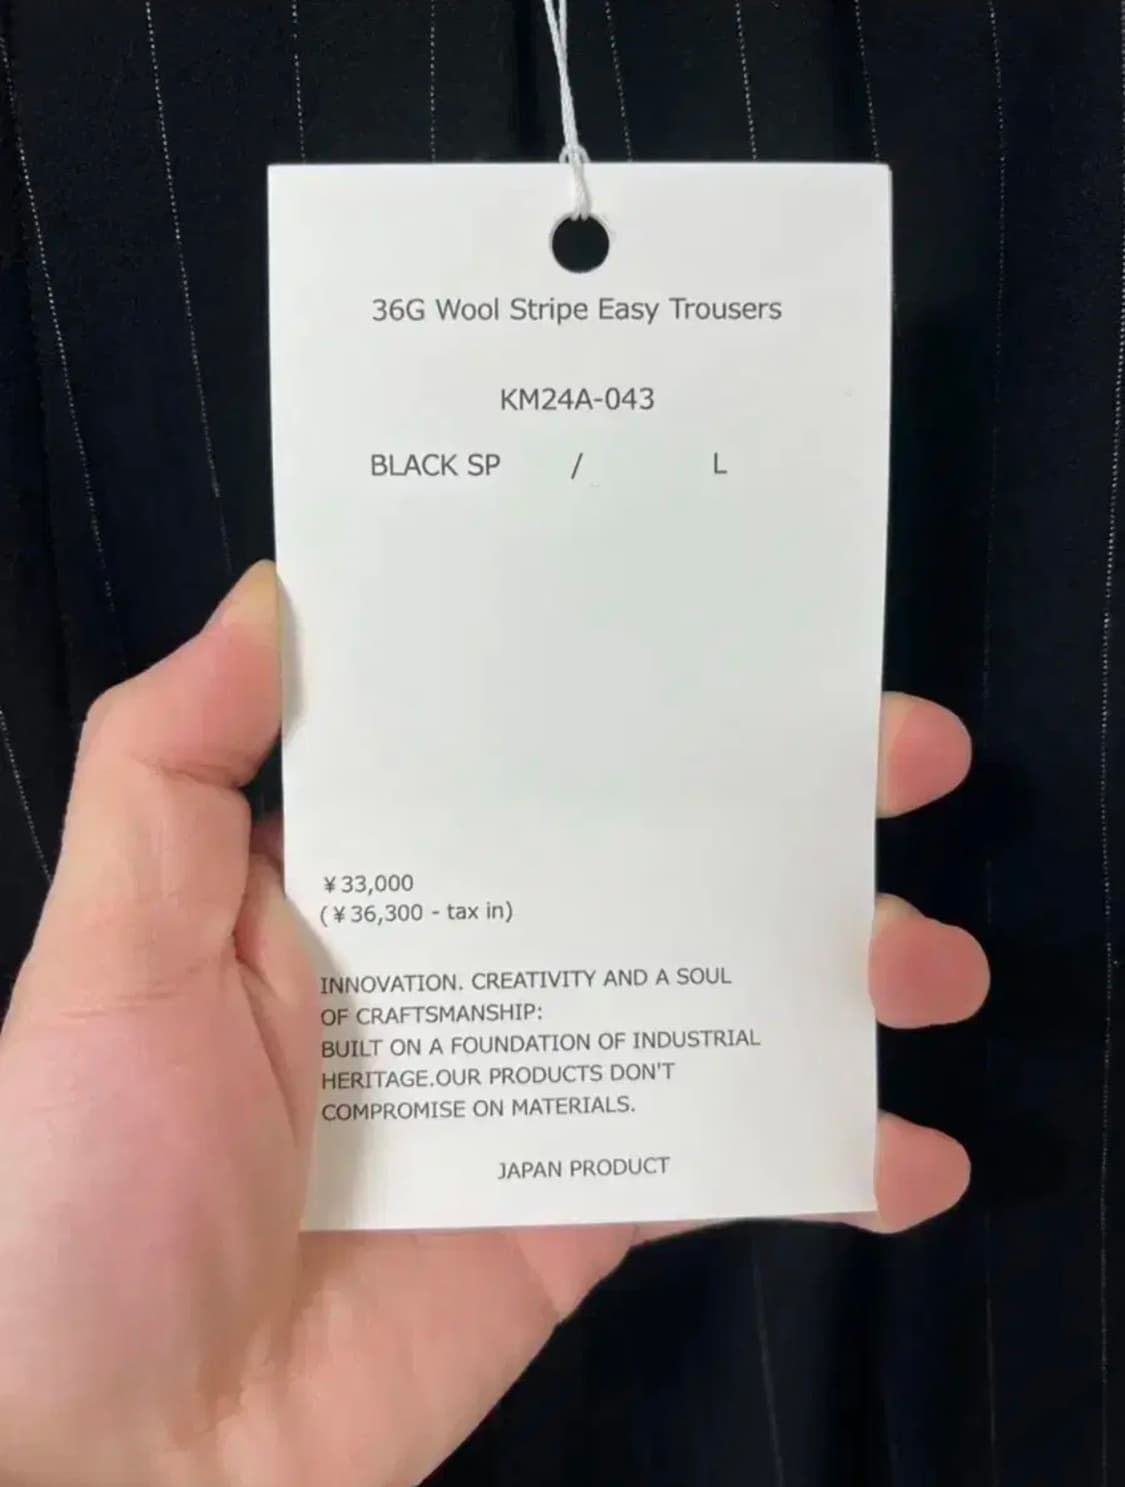 36G Wool Stripe Easy Trousers
KM24A-043
BLACK SP / L
¥33,000
(¥36,300 - tax in)
INNOVATION. CREATIVITY AND A SOUL
OF CRAFTSMANSHIP:
BUILT ON A FOUNDATION OF INDUSTRIAL
HERITAGE.OUR PRODUCTS DON'T
COMPROMISE ON MATERIALS.
JAPAN PRODUCT